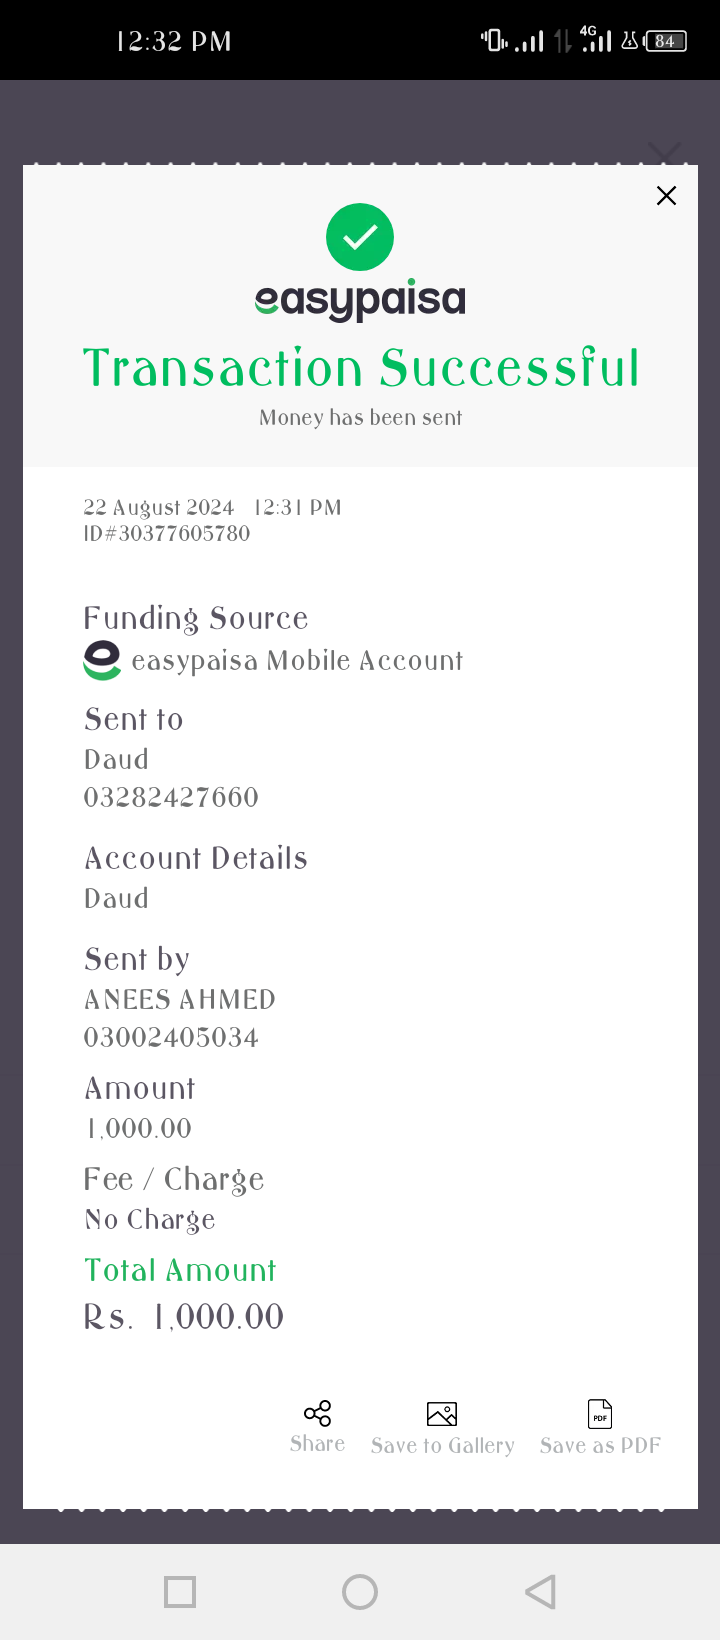 12:32 PM
4G
84
easypaisa
Transaction Successful
Money has been sent
22 August 2024 12:31 PM
ID#30377605780
Funding Source
easypaisa Mobile Account
Sent to
Daud
03282427660
Account Details
Daud
Sent by
ANEES AHMED
03002405034
Amount
1,000.00
Fee / Charge
No Charge
Total Amount
Rs. 1,000.00
PDF
Share Save to Gallery Save as PDF